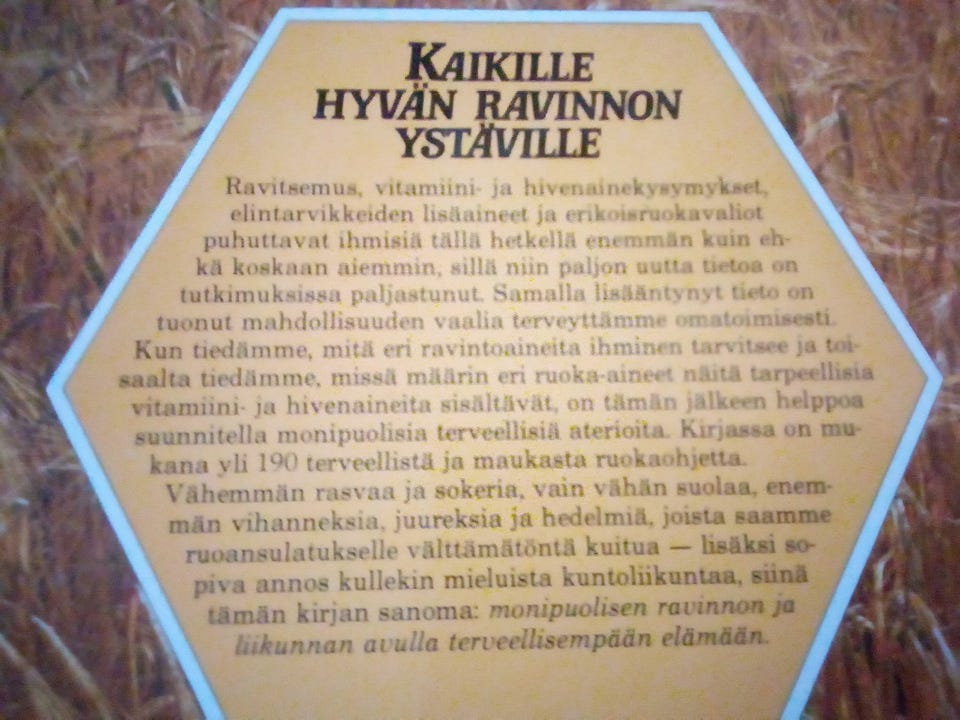 KAIKILLE
HYVÄN RAVINNON
YSTÄVILLE
Ravitsemus, vitamiini- ja hivenainekysymykset,
elintarvikkeiden lisäaineet ja erikoisruokavaliot
puhuttavat ihmisiä tällä hetkellä enemmän kuin eh-
kä koskaan aiemmin, sillä niin paljon uutta tietoa on
tutkimuksissa paljastunut. Samalla lisääntynyt tieto on
tuonut mahdollisuuden vaalia terveyttämme omatoimisesti.
Kun tiedämme, mitä eri ravintoaineita ihminen tarvitsee ja toi-
saalta tiedämme, missä määrin eri ruoka-aineet näitä tarpeellisia
vitamiini- ja hivenaineita sisältävät, on tämän jälkeen helppoa
suunnitella monipuolisia terveellisiä aterioita. Kirjassa on mu-
kana yli 190 terveellistä ja maukasta ruokaohjetta.
Vähemmän rasvaa ja sokeria, vain vähän suolaa, enem-
män vihanneksia, juureksia ja hedelmiä, joista saamme
ruoansulatukselle välttämätöntä kuitua — lisäksi so-
piva annos kullekin mieluista kuntoliikuntaa, siinä
tämän kirjan sanoma: monipuolisen ravinnon ja
liikunnan avulla terveellisempään elämään.